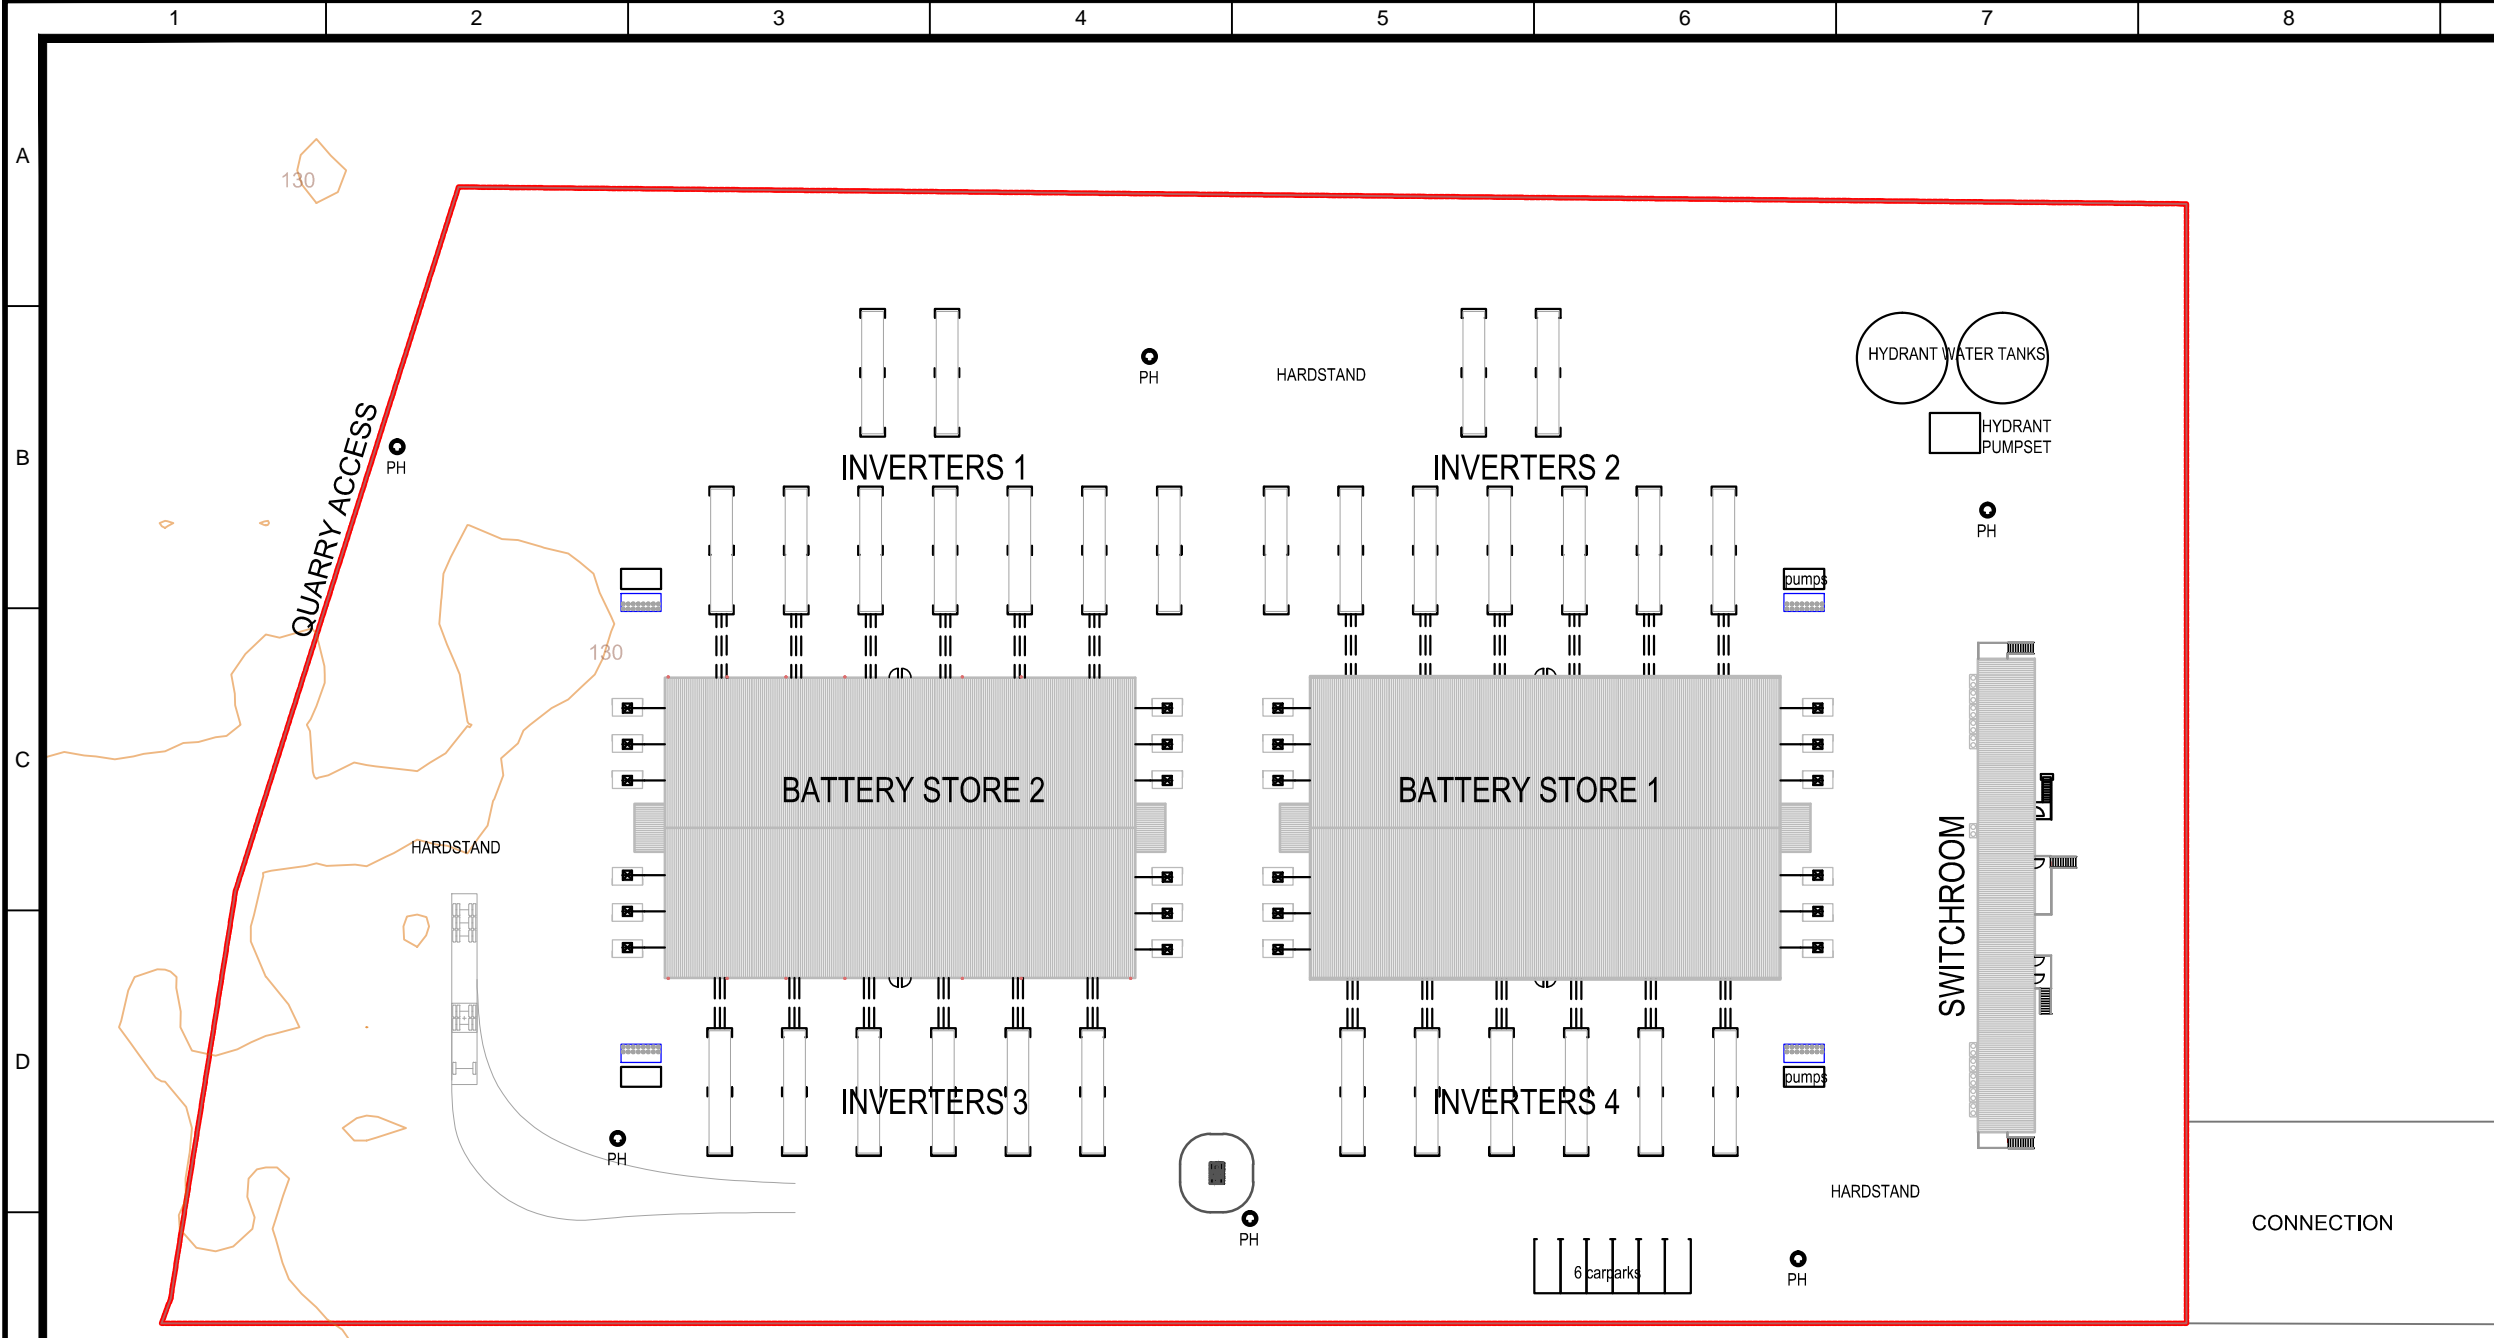 1 2 3 4 5 6 7 8
A
130
HYDRANT WATER TANKS
PH
HARDSTAND
QUARRY ACCESS
PH
B
INVERTERS 1
INVERTERS 2
HYDRANT
PUMPSET
PH
pumps
130
C
BATTERY STORE 2
BATTERY STORE 1
HARDSTAND
SWITCHROOM
D
pumps
INVERTERS 3
INVERTERS 4
PH
HARDSTAND
CONNECTION
PH
6 carparks
PH